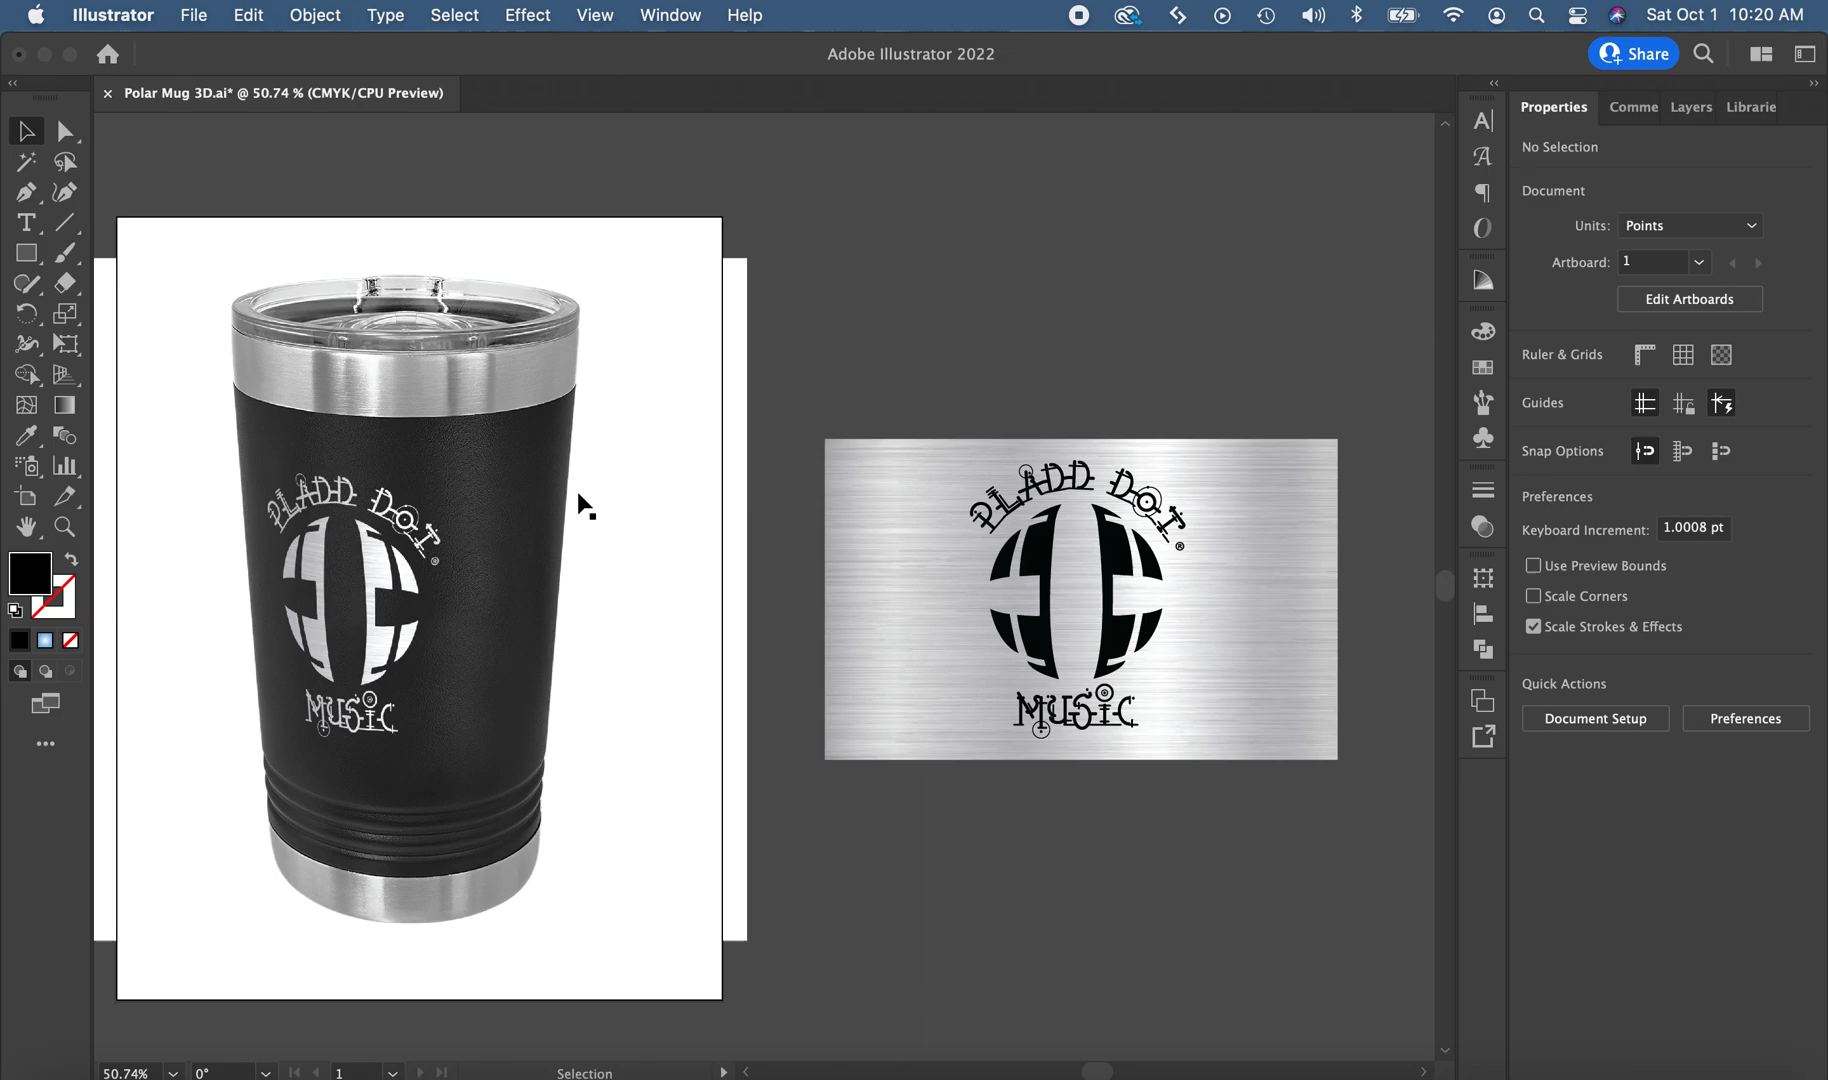 Illustrator File Edit Object Type Select Effect View Window Help Sat Oct 1 10:20 AM
Adobe Illustrator 2022
Share
× Polar Mug 3D.ai* @ 50.74 % (CMYK/CPU Preview)
Properties Comme Layers Librarie
No Selection
Document
Units: Points
Artboard: 1
Edit Artboards
Ruler & Grids
Guides
Snap Options
Preferences
Keyboard Increment: 1.0008 pt
Use Preview Bounds
Scale Corners
Scale Strokes & Effects
Quick Actions
Document Setup Preferences
PLADD DOT
®
MUSIC
PLADD DOT
®
MUSIC
50.74% 0° 1 Selection